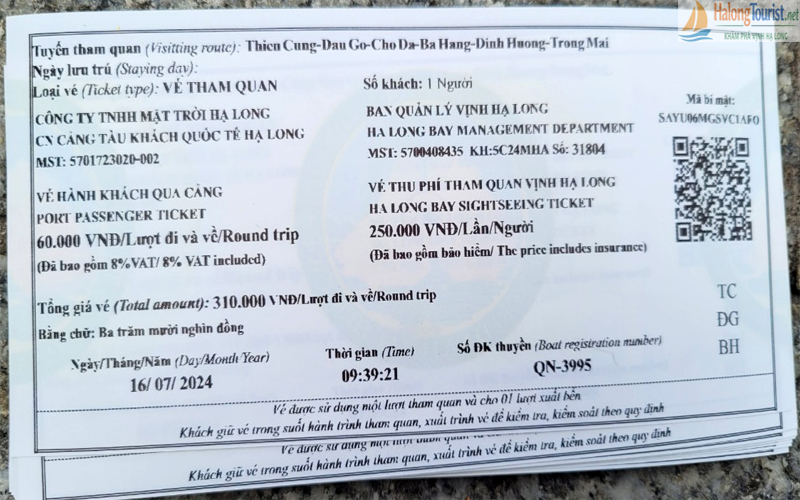 HalongTourist.net
KHÁM PHÁ VỊNH HẠ LONG
Tuyến tham quan (Visitting route): Thien Cung-Dau Go-Cho Da-Ba Hang-Dinh Huong-Trong Mai
Ngày lưu trú (Staying day):
Loại vé (Ticket type): VÉ THAM QUAN
Số khách: 1 Người
CÔNG TY TNHH MẶT TRỜI HẠ LONG
CN CẢNG TÀU KHÁCH QUỐC TẾ HẠ LONG
MST: 5701723020-002
BAN QUẢN LÝ VỊNH HẠ LONG
HA LONG BAY MANAGEMENT DEPARTMENT
MST: 5700408435 KH:5C24MHA Số: 31804
Mã bí mật:
SAYU06MGSVC1AF0
VÉ HÀNH KHÁCH QUA CẢNG
PORT PASSENGER TICKET
60.000 VNĐ/Lượt đi và về/Round trip
(Đã bao gồm 8%VAT/ 8% VAT included)
VÉ THU PHÍ THAM QUAN VỊNH HẠ LONG
HA LONG BAY SIGHTSEEING TICKET
250.000 VNĐ/Lần/Người
(Đã bao gồm bảo hiểm/ The price includes insurance)
Tổng giá vé (Total amount): 310.000 VNĐ/Lượt đi và về/Round trip
Bằng chữ: Ba trăm mười nghìn đồng
TC
ĐG
BH
Ngày/Tháng/Năm (Day/Month Year)
16/ 07/ 2024
Thời gian (Time)
09:39:21
Số ĐK thuyền (Boat registration number)
QN-3995
Vé được sử dụng một lượt tham quan và cho 01 lượt xuất bến
Khách giữ vé trong suốt hành trình tham quan, xuất trình vé để kiểm tra, kiểm soát theo quy định
Vé được sử dụng một lượt
Khách giữ vé trong suốt hành trình tham quan, xuất trình vé để kiểm tra, kiểm soát theo quy định